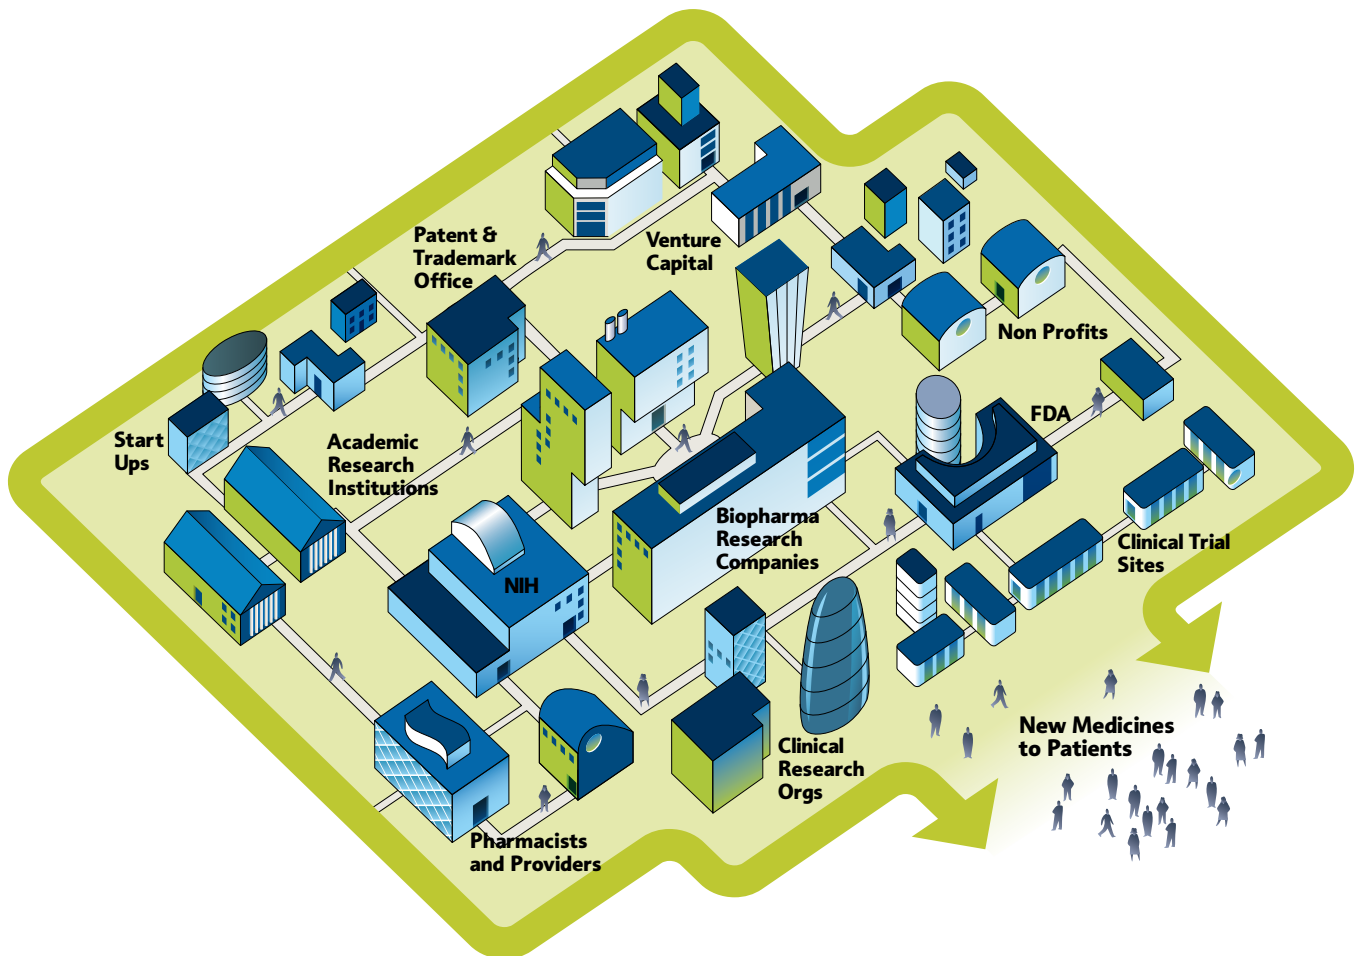 Patent &
Trademark
Office
Venture
Capital
Non Profits
Start
Ups
Academic
Research
Institutions
FDA
Biopharma
Research
Companies
Clinical Trial
Sites
NIH
New Medicines
to Patients
Clinical
Research
Orgs
Pharmacists
and Providers